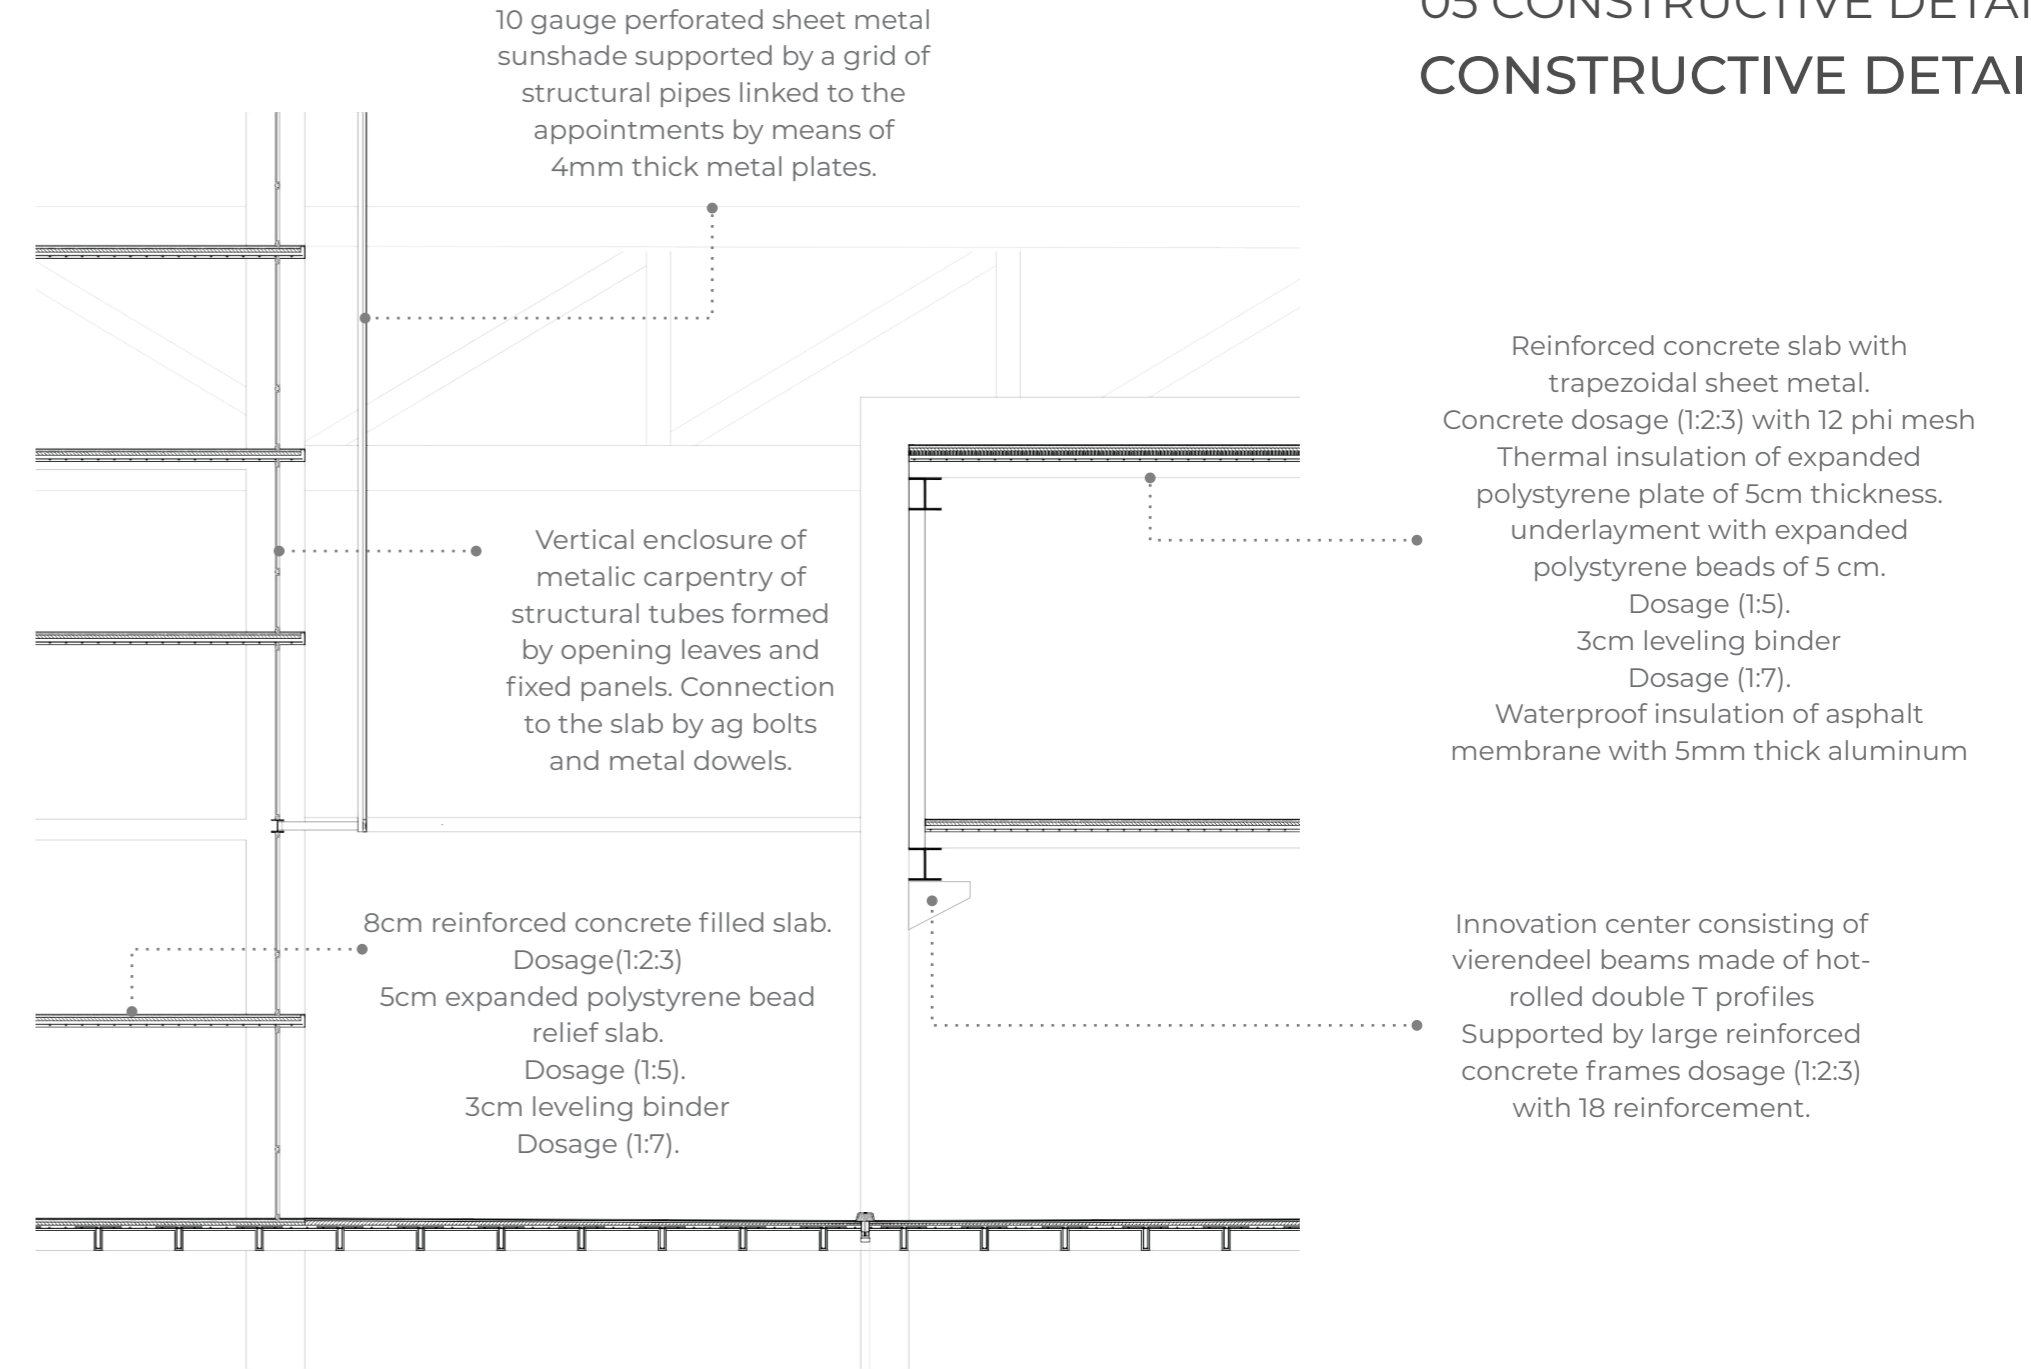 10 gauge perforated sheet metal
sunshade supported by a grid of
structural pipes linked to the
appointments by means of
4mm thick metal plates.
05 CONSTRUCTIVE DETAI
CONSTRUCTIVE DETAI
Reinforced concrete slab with
trapezoidal sheet metal.
Concrete dosage (1:2:3) with 12 phi mesh
Thermal insulation of expanded
polystyrene plate of 5cm thickness.
underlayment with expanded
polystyrene beads of 5 cm.
Dosage (1:5).
3cm leveling binder
Dosage (1:7).
Waterproof insulation of asphalt
membrane with 5mm thick aluminum
Vertical enclosure of
metalic carpentry of
structural tubes formed
by opening leaves and
fixed panels. Connection
to the slab by ag bolts
and metal dowels.
8cm reinforced concrete filled slab.
Dosage(1:2:3)
5cm expanded polystyrene bead
relief slab.
Dosage (1:5).
3cm leveling binder
Dosage (1:7).
Innovation center consisting of
vierendeel beams made of hot-
rolled double T profiles
Supported by large reinforced
concrete frames dosage (1:2:3)
with 18 reinforcement.